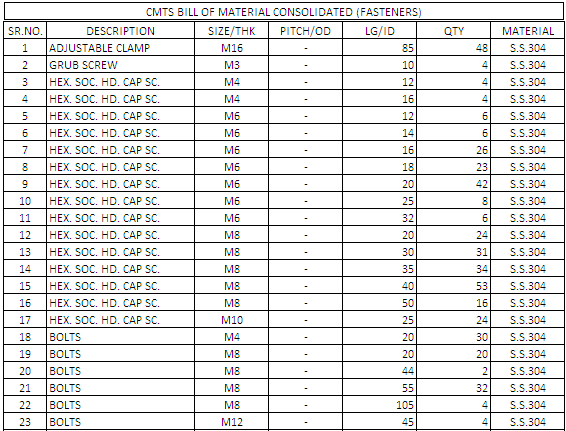 CMTS BILL OF MATERIAL CONSOLIDATED (FASTENERS)
SR.NO. DESCRIPTION SIZE/THK PITCH/OD LG/ID QTY MATERIAL
1 ADJUSTABLE CLAMP M16 - 85 48 S.S.304
2 GRUB SCREW M3 - 10 4 S.S.304
3 HEX. SOC. HD. CAP SC. M4 - 12 4 S.S.304
4 HEX. SOC. HD. CAP SC. M4 - 16 4 S.S.304
5 HEX. SOC. HD. CAP SC. M6 - 12 6 S.S.304
6 HEX. SOC. HD. CAP SC. M6 - 14 6 S.S.304
7 HEX. SOC. HD. CAP SC. M6 - 16 26 S.S.304
8 HEX. SOC. HD. CAP SC. M6 - 18 23 S.S.304
9 HEX. SOC. HD. CAP SC. M6 - 20 42 S.S.304
10 HEX. SOC. HD. CAP SC. M6 - 25 8 S.S.304
11 HEX. SOC. HD. CAP SC. M6 - 32 6 S.S.304
12 HEX. SOC. HD. CAP SC. M8 - 20 24 S.S.304
13 HEX. SOC. HD. CAP SC. M8 - 30 31 S.S.304
14 HEX. SOC. HD. CAP SC. M8 - 35 34 S.S.304
15 HEX. SOC. HD. CAP SC. M8 - 40 53 S.S.304
16 HEX. SOC. HD. CAP SC. M8 - 50 16 S.S.304
17 HEX. SOC. HD. CAP SC. M10 - 25 24 S.S.304
18 BOLTS M4 - 20 30 S.S.304
19 BOLTS M8 - 20 20 S.S.304
20 BOLTS M8 - 44 2 S.S.304
21 BOLTS M8 - 55 32 S.S.304
22 BOLTS M8 - 105 4 S.S.304
23 BOLTS M12 - 45 4 S.S.304